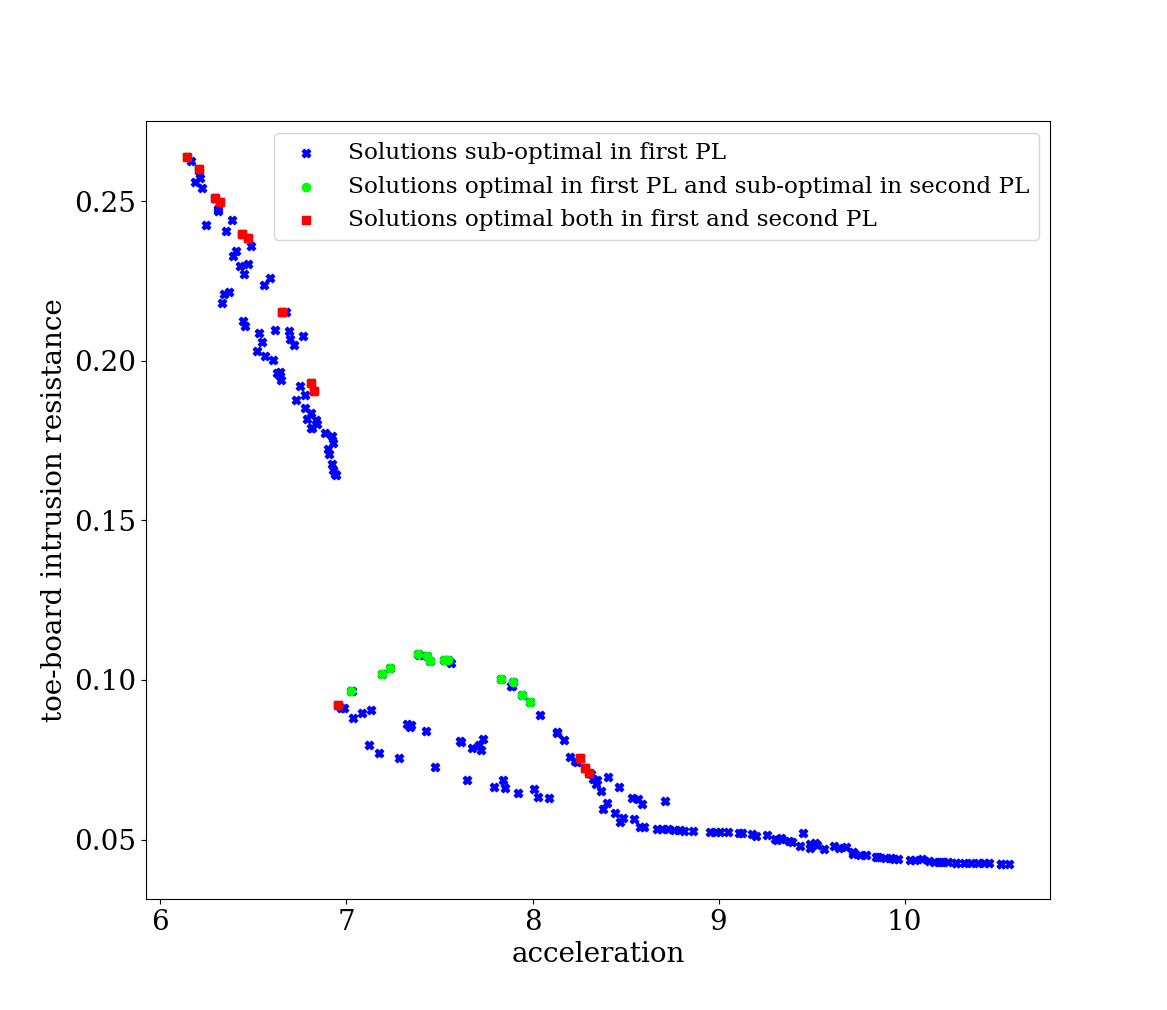 Solutions sub-optimal in first PL
Solutions optimal in first PL and sub-optimal in second PL
Solutions optimal both in first and second PL
toe-board intrusion resistance
0.25
0.20
0.15
0.10
0.05
6 7 8 9 10
acceleration